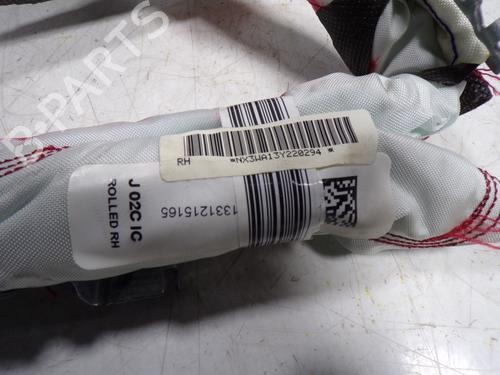 RH *NX3WA13Y220294*
J 02C IC
ROLLED RH
1331215165
B-PARTS